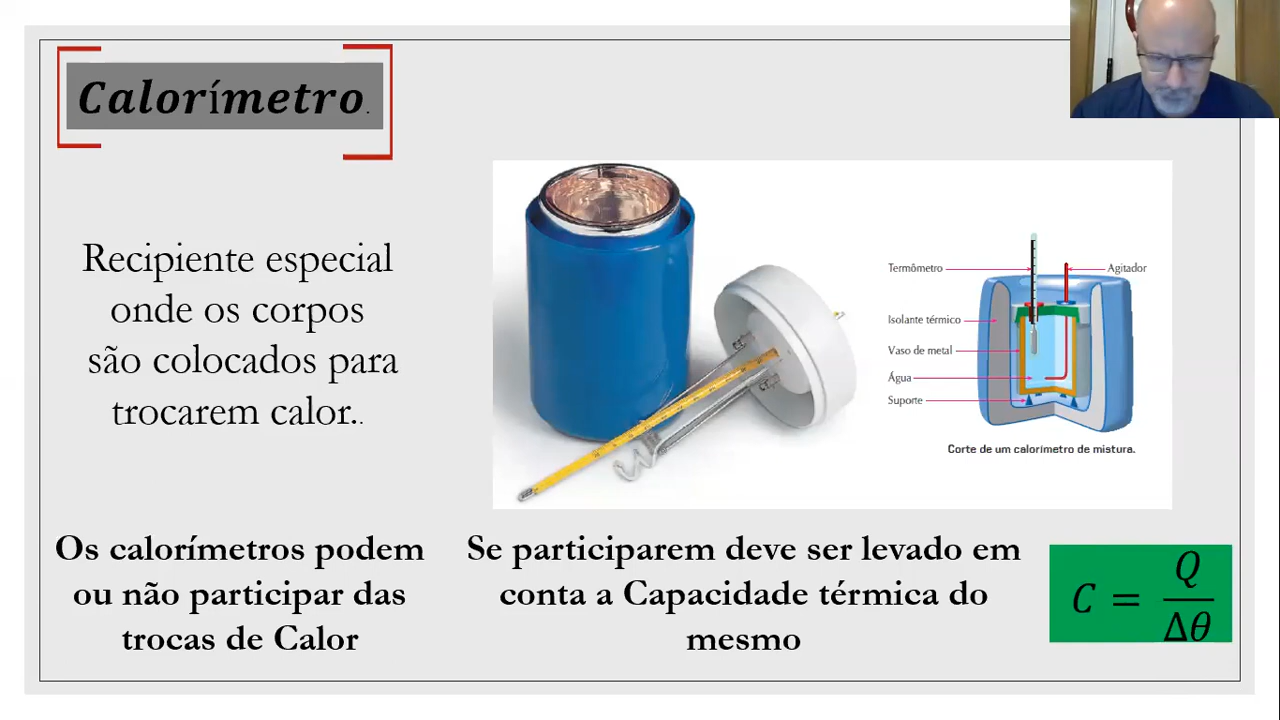 Calorímetro.
Recipiente especial
onde os corpos
são colocados para
trocarem calor..
Termômetro
Agitador
Isolante térmico
Vaso de metal
Água
Suporte
Corte de um calorímetro de mistura.
Os calorímetros podem
ou não participar das
trocas de Calor
Se participarem deve ser levado em
conta a Capacidade térmica do
mesmo
C = Q / Δθ